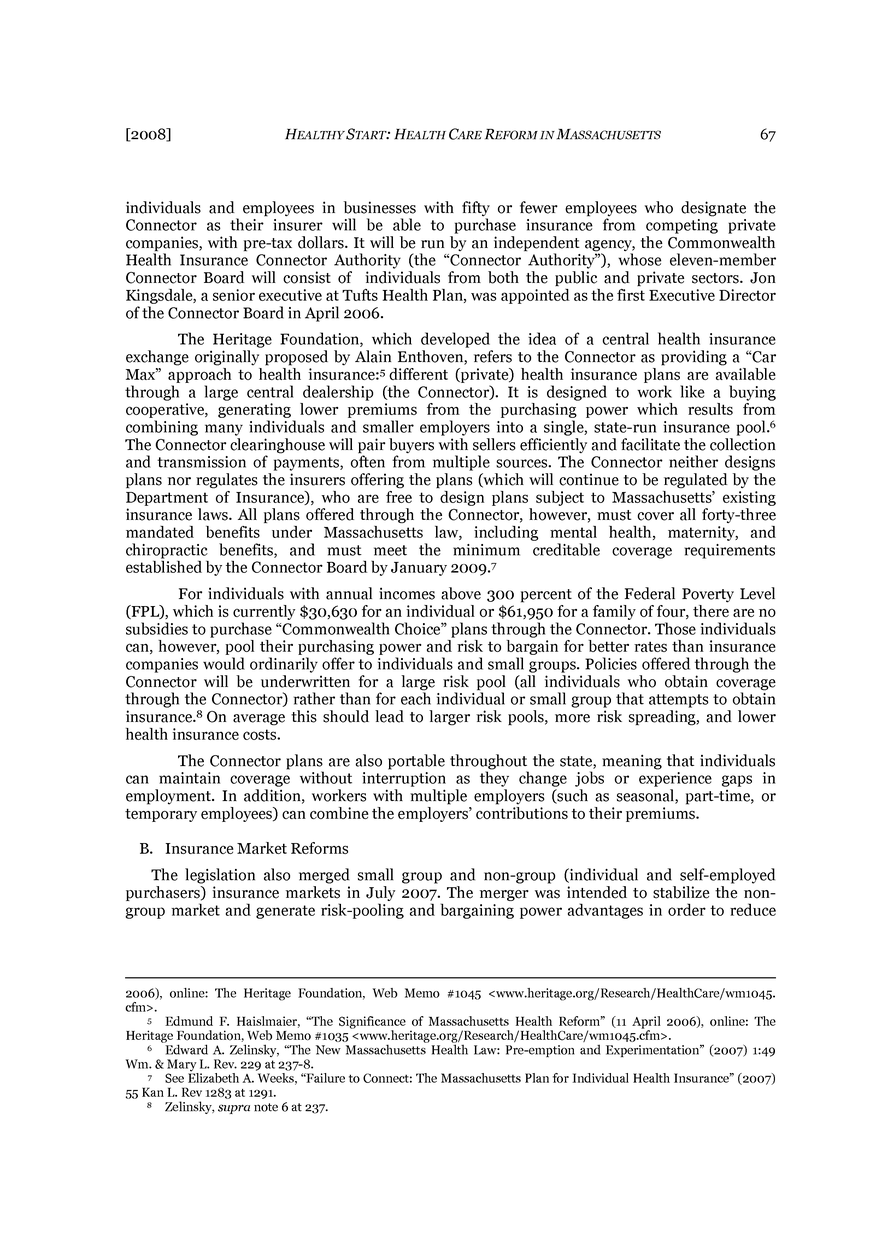 [2008] HEALTHY START: HEALTH CARE REFORM IN MASSACHUSETTS 67
individuals and employees in businesses with fifty or fewer employees who designate the
Connector as their insurer will be able to purchase insurance from competing private
companies, with pre-tax dollars. It will be run by an independent agency, the Commonwealth
Health Insurance Connector Authority (the “Connector Authority”), whose eleven-member
Connector Board will consist of individuals from both the public and private sectors. Jon
Kingsdale, a senior executive at Tufts Health Plan, was appointed as the first Executive Director
of the Connector Board in April 2006.
The Heritage Foundation, which developed the idea of a central health insurance
exchange originally proposed by Alain Enthoven, refers to the Connector as providing a “Car
Max” approach to health insurance:5 different (private) health insurance plans are available
through a large central dealership (the Connector). It is designed to work like a buying
cooperative, generating lower premiums from the purchasing power which results from
combining many individuals and smaller employers into a single, state-run insurance pool.6
The Connector clearinghouse will pair buyers with sellers efficiently and facilitate the collection
and transmission of payments, often from multiple sources. The Connector neither designs
plans nor regulates the insurers offering the plans (which will continue to be regulated by the
Department of Insurance), who are free to design plans subject to Massachusetts’ existing
insurance laws. All plans offered through the Connector, however, must cover all forty-three
mandated benefits under Massachusetts law, including mental health, maternity, and
chiropractic benefits, and must meet the minimum creditable coverage requirements
established by the Connector Board by January 2009.7
For individuals with annual incomes above 300 percent of the Federal Poverty Level
(FPL), which is currently $30,630 for an individual or $61,950 for a family of four, there are no
subsidies to purchase “Commonwealth Choice” plans through the Connector. Those individuals
can, however, pool their purchasing power and risk to bargain for better rates than insurance
companies would ordinarily offer to individuals and small groups. Policies offered through the
Connector will be underwritten for a large risk pool (all individuals who obtain coverage
through the Connector) rather than for each individual or small group that attempts to obtain
insurance.8 On average this should lead to larger risk pools, more risk spreading, and lower
health insurance costs.
The Connector plans are also portable throughout the state, meaning that individuals
can maintain coverage without interruption as they change jobs or experience gaps in
employment. In addition, workers with multiple employers (such as seasonal, part-time, or
temporary employees) can combine the employers’ contributions to their premiums.
B. Insurance Market Reforms
The legislation also merged small group and non-group (individual and self-employed
purchasers) insurance markets in July 2007. The merger was intended to stabilize the non-
group market and generate risk-pooling and bargaining power advantages in order to reduce
2006), online: The Heritage Foundation, Web Memo #1045 <www.heritage.org/Research/HealthCare/wm1045.
cfm>.
5 Edmund F. Haislmaier, “The Significance of Massachusetts Health Reform” (11 April 2006), online: The
Heritage Foundation, Web Memo #1035 <www.heritage.org/Research/HealthCare/wm1045.cfm>.
6 Edward A. Zelinsky, “The New Massachusetts Health Law: Pre-emption and Experimentation” (2007) 1:49
Wm. & Mary L. Rev. 229 at 237-8.
7 See Elizabeth A. Weeks, “Failure to Connect: The Massachusetts Plan for Individual Health Insurance” (2007)
55 Kan L. Rev 1283 at 1291.
8 Zelinsky, supra note 6 at 237.